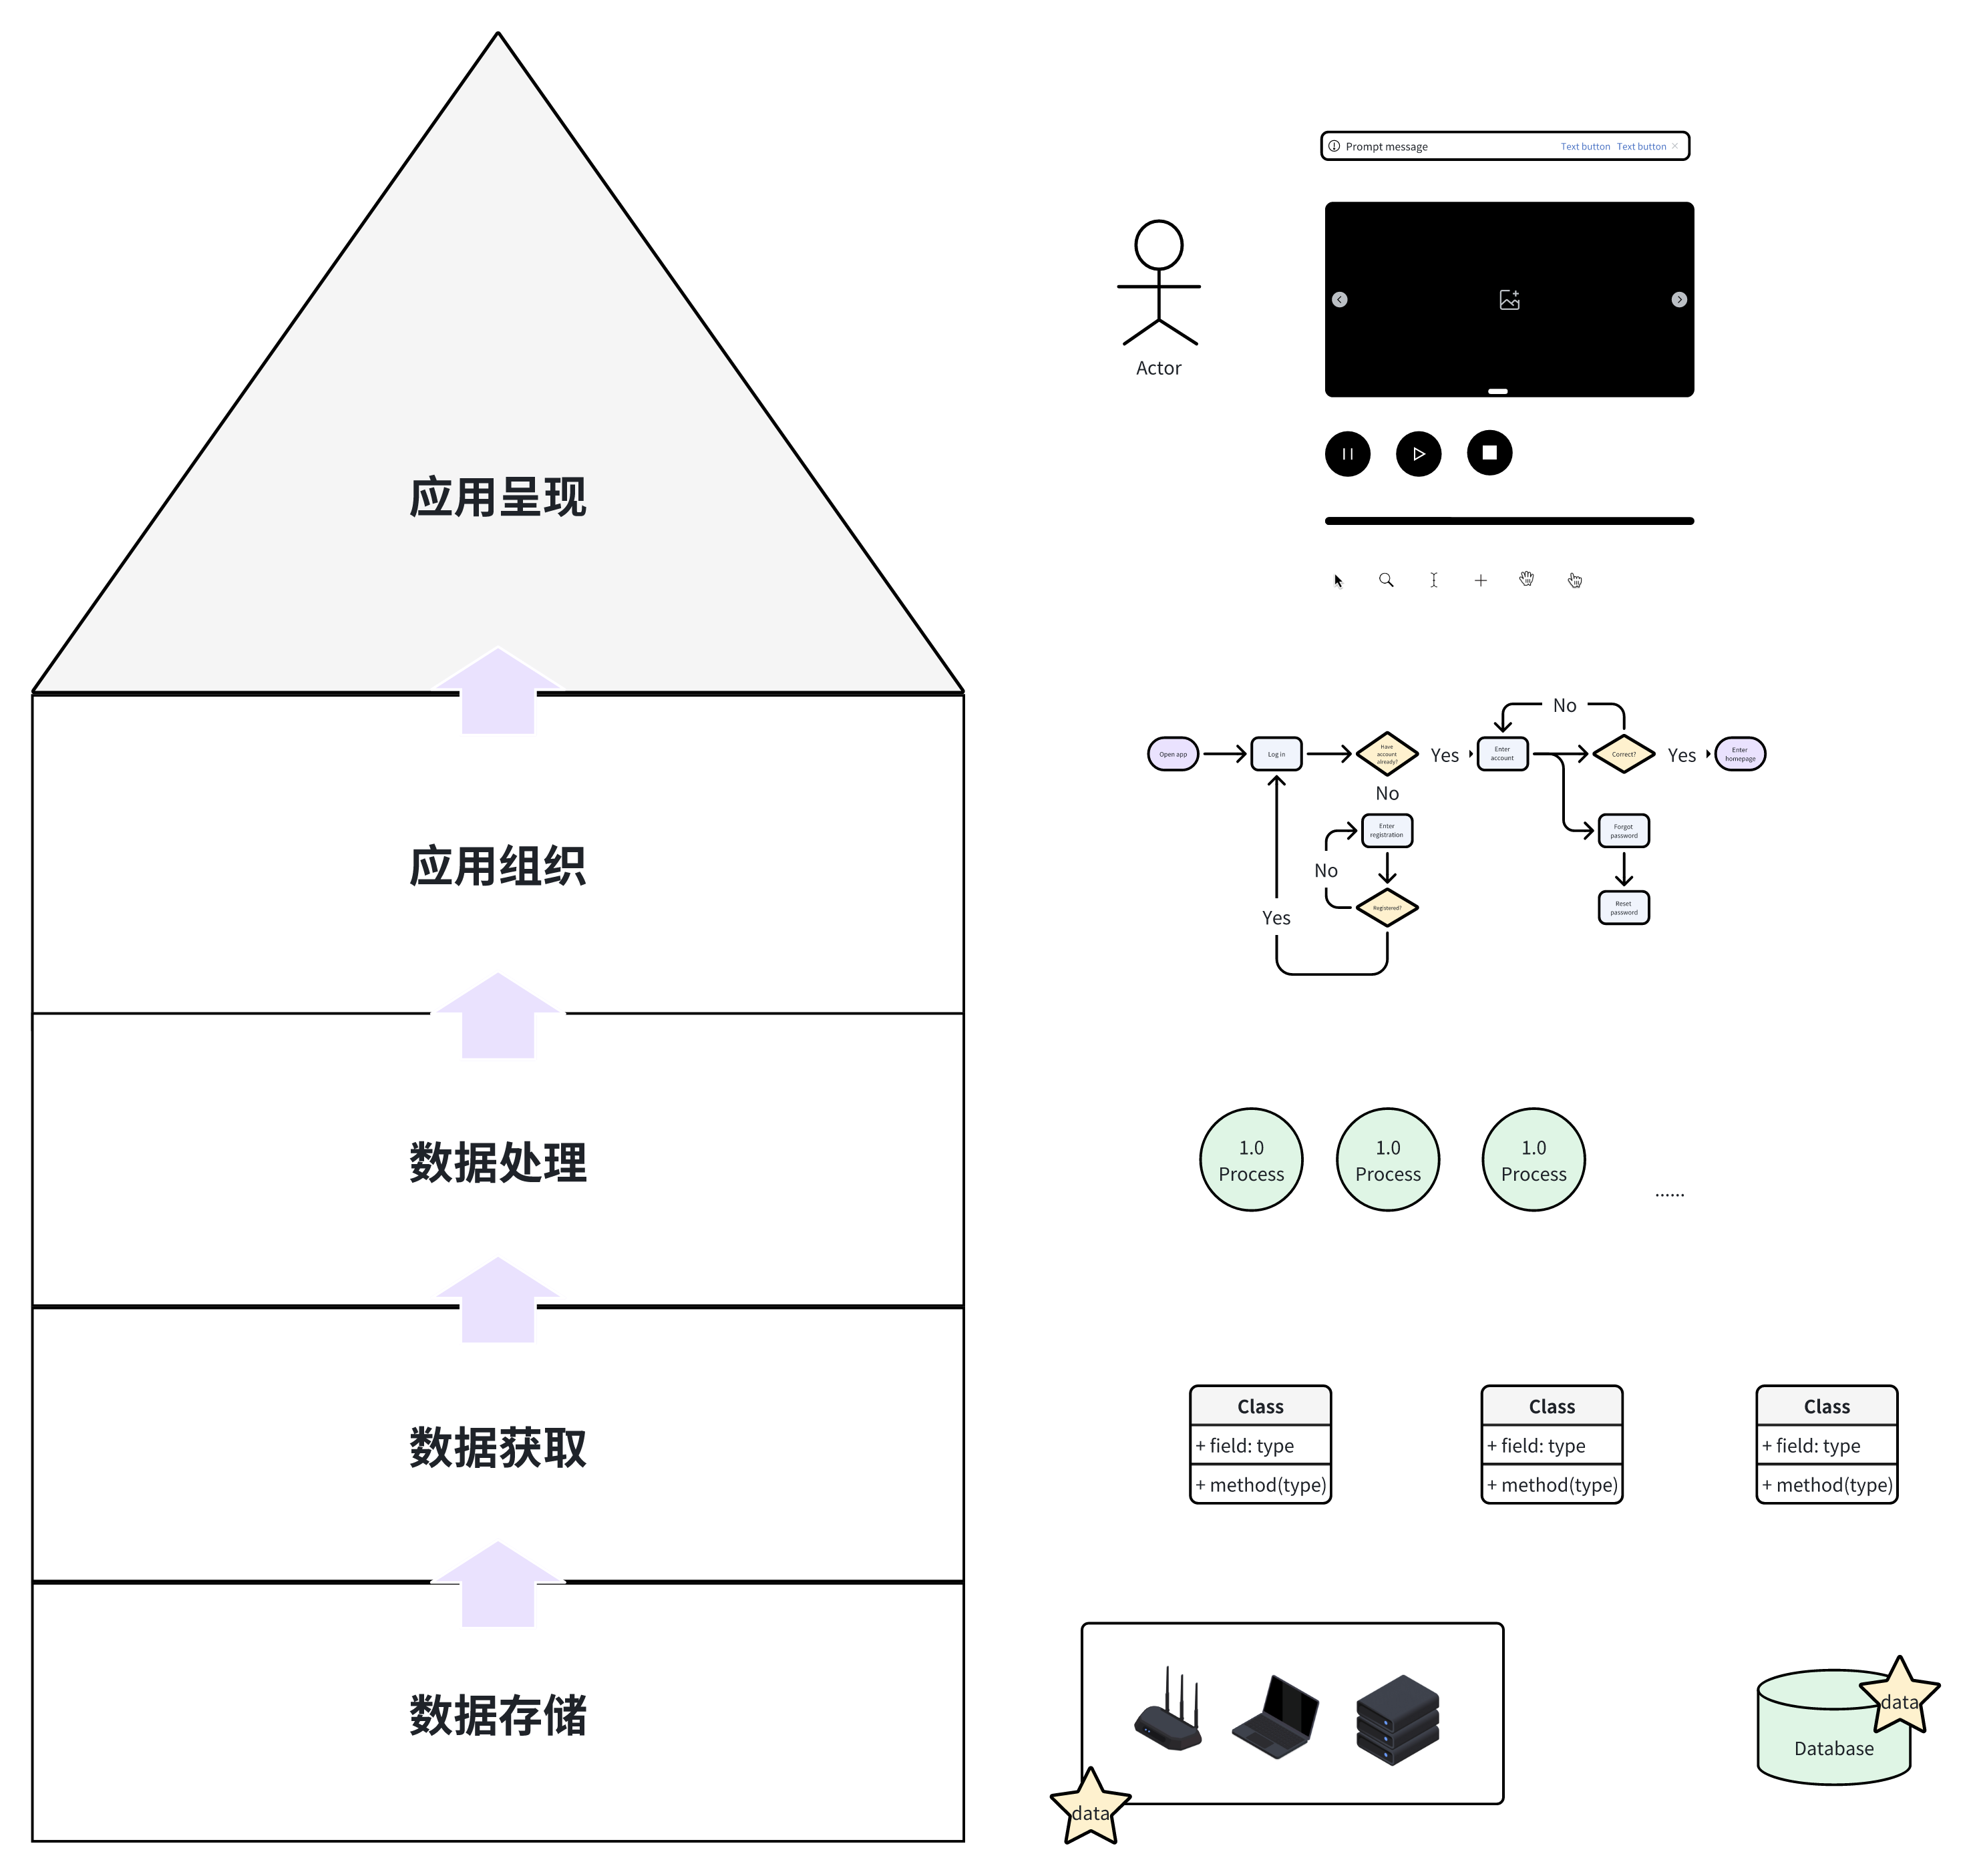 应用呈现
应用组织
数据处理
数据获取
数据存储
Prompt message
Text button
Text button
Actor
No
Open app
Log in
Have
account
already?
Yes
Enter
account
Correct?
Yes
Enter
homepage
No
Enter
registration
Forgot
password
No
Yes
Registered?
Reset
password
1.0
Process
1.0
Process
1.0
Process
......
Class
+ field: type
+ method(type)
Class
+ field: type
+ method(type)
Class
+ field: type
+ method(type)
data
Database
data